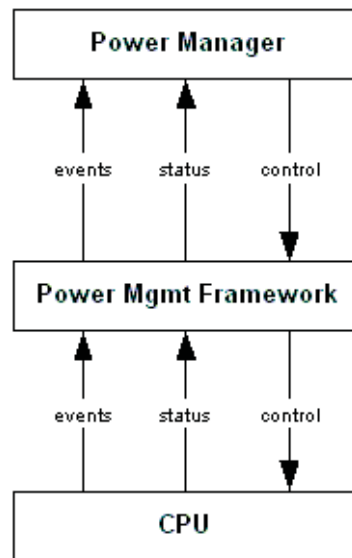 Power Manager
events status control
Power Mgmt Framework
events status control
CPU